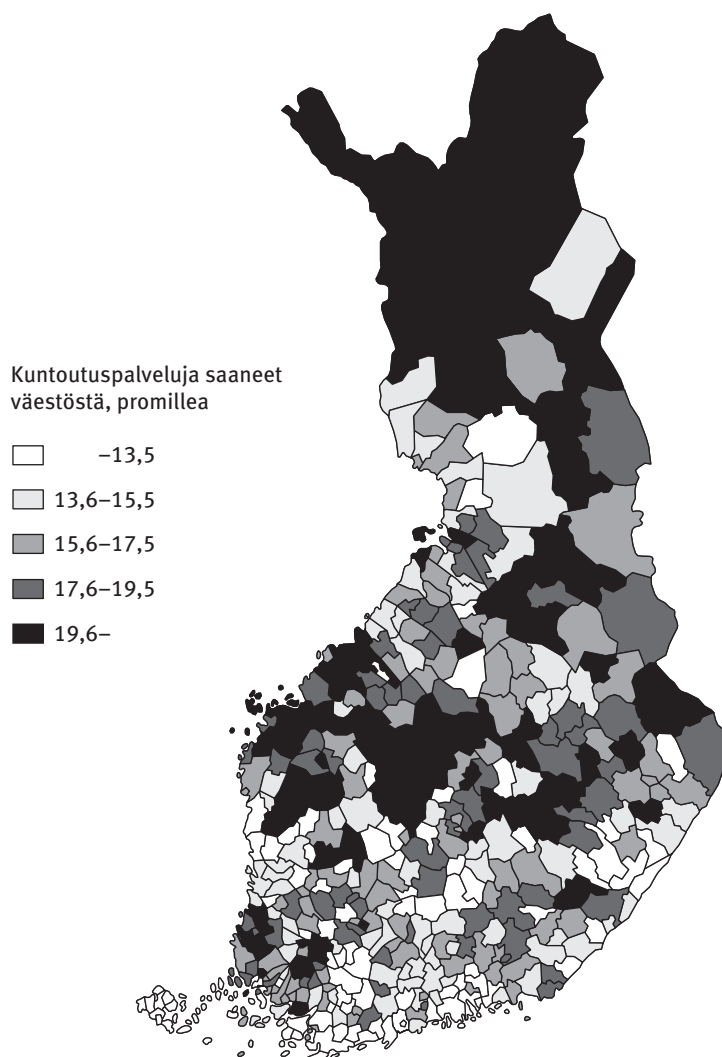 Kuntoutuspalveluja saaneet
väestöstä, promillea
–13,5
13,6–15,5
15,6–17,5
17,6–19,5
19,6–